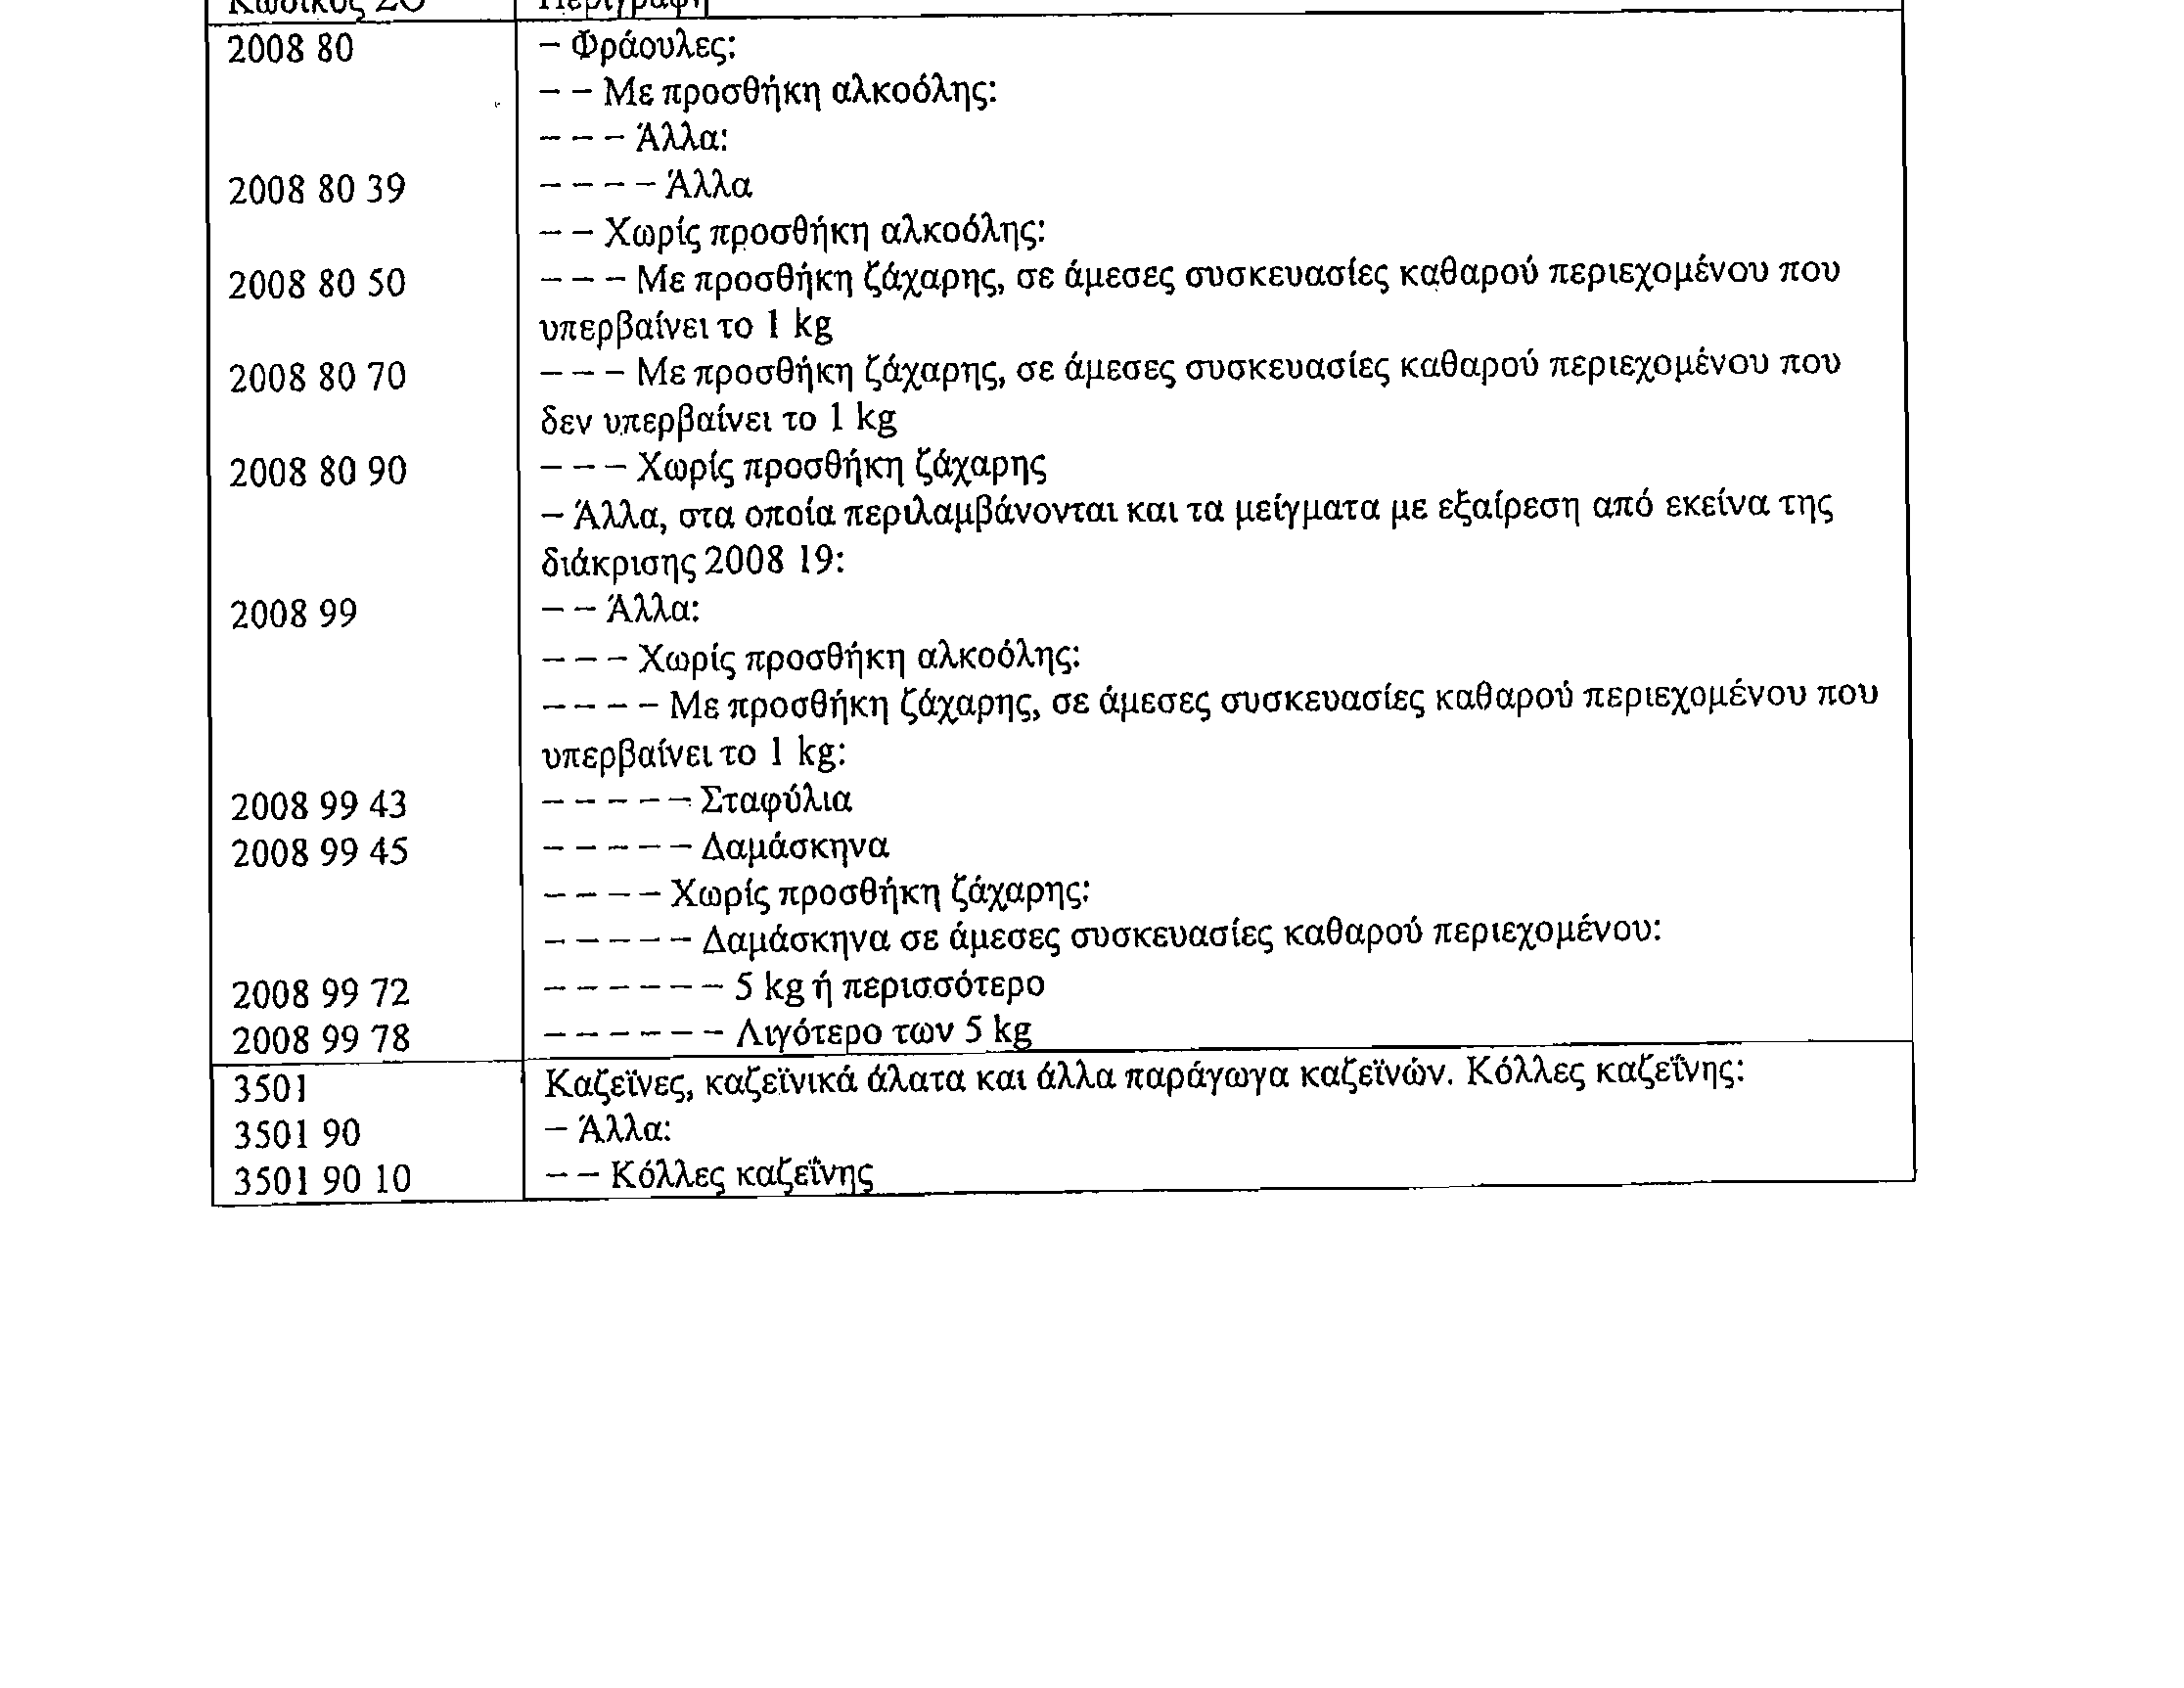 Κωδικός ΣΟ Περιγραφή
2008 80 – Φράουλες:
– – Με προσθήκη αλκοόλης:
– – – Άλλα:
2008 80 39 – – – – Άλλα
– – Χωρίς προσθήκη αλκοόλης:
2008 80 50 – – – Με προσθήκη ζάχαρης, σε άμεσες συσκευασίες καθαρού περιεχομένου που
υπερβαίνει το 1 kg
2008 80 70 – – – Με προσθήκη ζάχαρης, σε άμεσες συσκευασίες καθαρού περιεχομένου που
δεν υπερβαίνει το 1 kg
2008 80 90 – – – Χωρίς προσθήκη ζάχαρης
– Άλλα, στα οποία περιλαμβάνονται και τα μείγματα με εξαίρεση από εκείνα της
διάκρισης 2008 19:
2008 99 – – Άλλα:
– – – Χωρίς προσθήκη αλκοόλης:
– – – – Με προσθήκη ζάχαρης, σε άμεσες συσκευασίες καθαρού περιεχομένου που
υπερβαίνει το 1 kg:
2008 99 43 – – – – – Σταφύλια
2008 99 45 – – – – – Δαμάσκηνα
– – – – Χωρίς προσθήκη ζάχαρης:
– – – – – Δαμάσκηνα σε άμεσες συσκευασίες καθαρού περιεχομένου:
2008 99 72 – – – – – – 5 kg ή περισσότερο
2008 99 78 – – – – – – Λιγότερο των 5 kg
3501 Καζεΐνες, καζεϊνικά άλατα και άλλα παράγωγα καζεϊνών. Κόλλες καζεΐνης:
3501 90 – Άλλα:
3501 90 10 – – Κόλλες καζεΐνης